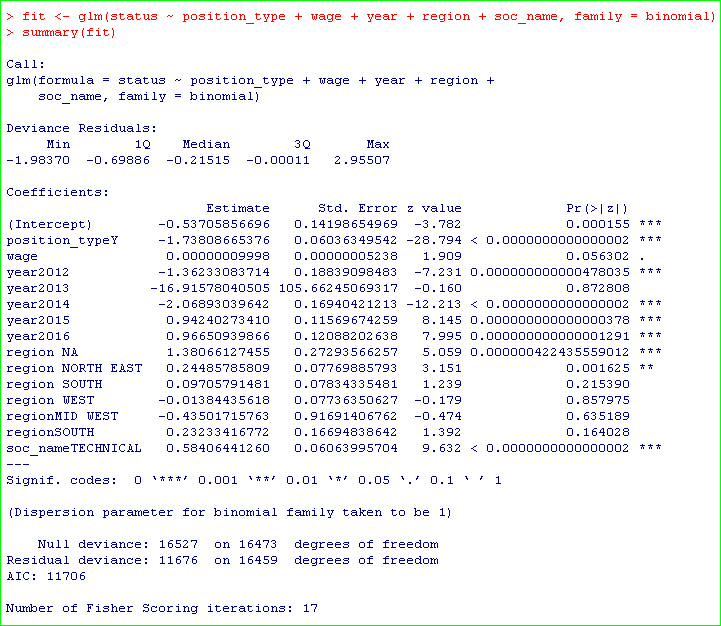 > fit <- glm(status ~ position_type + wage + year + region + soc_name, family = binomial)
> summary(fit)
Call:
glm(formula = status ~ position_type + wage + year + region +
    soc_name, family = binomial)
Deviance Residuals:
     Min        1Q    Median        3Q       Max
-1.98370  -0.69886  -0.21515  -0.00011   2.95507
Coefficients:
                       Estimate    Std. Error z value             Pr(>|z|)
(Intercept)        -0.53705856696   0.14198654969  -3.782             0.000155 ***
position_typeY     -1.73808665376   0.06036349542 -28.794 < 0.0000000000000002 ***
wage                0.00000009998   0.00000005238   1.909             0.056302 .
year2012           -1.36233083714   0.18839098483  -7.231 0.000000000000478035 ***
year2013          -16.91578040505 105.66245069317  -0.160             0.872808
year2014           -2.06893039642   0.16940421213 -12.213 < 0.0000000000000002 ***
year2015            0.94240273410   0.11569674259   8.145 0.000000000000000378 ***
year2016            0.96650939866   0.12088202638   7.995 0.000000000000001291 ***
region NA           1.38066127455   0.27293566257   5.059 0.000000422435559012 ***
region NORTH EAST   0.24485785809   0.07769885793   3.151             0.001625 **
region SOUTH        0.09705791481   0.07834335481   1.239             0.215390
region WEST        -0.01384435618   0.07736350627  -0.179             0.857975
regionMID WEST     -0.43501715763   0.91691406762  -0.474             0.635189
regionSOUTH         0.23233416772   0.16694838642   1.392             0.164028
soc_nameTECHNICAL   0.58406441260   0.06063995704   9.632 < 0.0000000000000002 ***
---
Signif. codes:  0 ‘***’ 0.001 ‘**’ 0.01 ‘*’ 0.05 ‘.’ 0.1 ‘ ’ 1
(Dispersion parameter for binomial family taken to be 1)
    Null deviance: 16527  on 16473  degrees of freedom
Residual deviance: 11676  on 16459  degrees of freedom
AIC: 11706
Number of Fisher Scoring iterations: 17